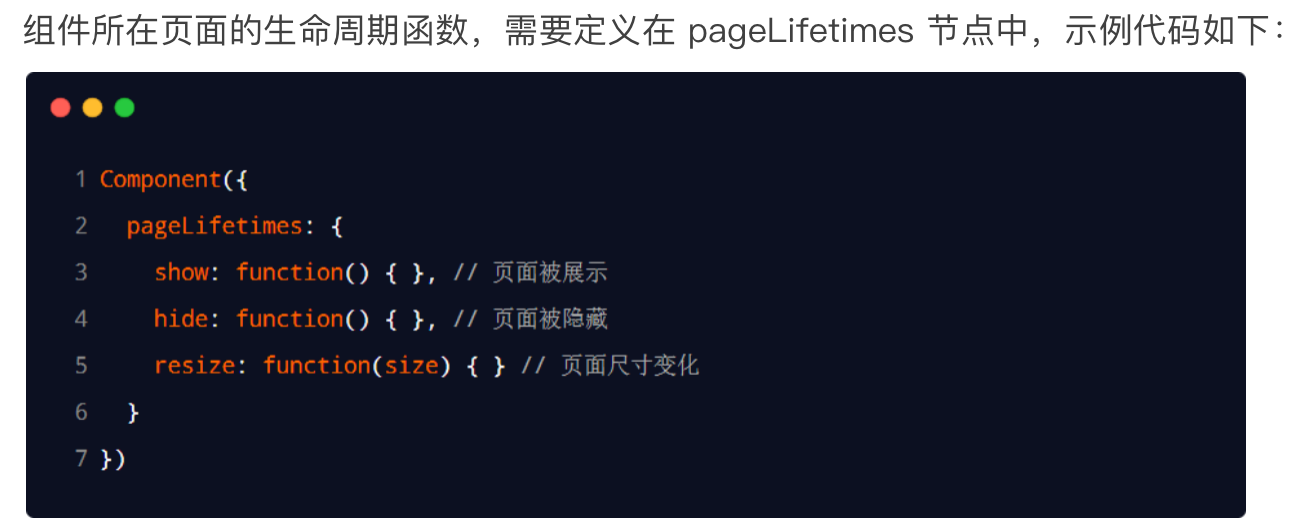 组件所在页面的生命周期函数，需要定义在 pageLifetimes 节点中，示例代码如下：
1 Component({
2   pageLifetimes: {
3     show: function() { }, // 页面被展示
4     hide: function() { }, // 页面被隐藏
5     resize: function(size) { } // 页面尺寸变化
6   }
7 })